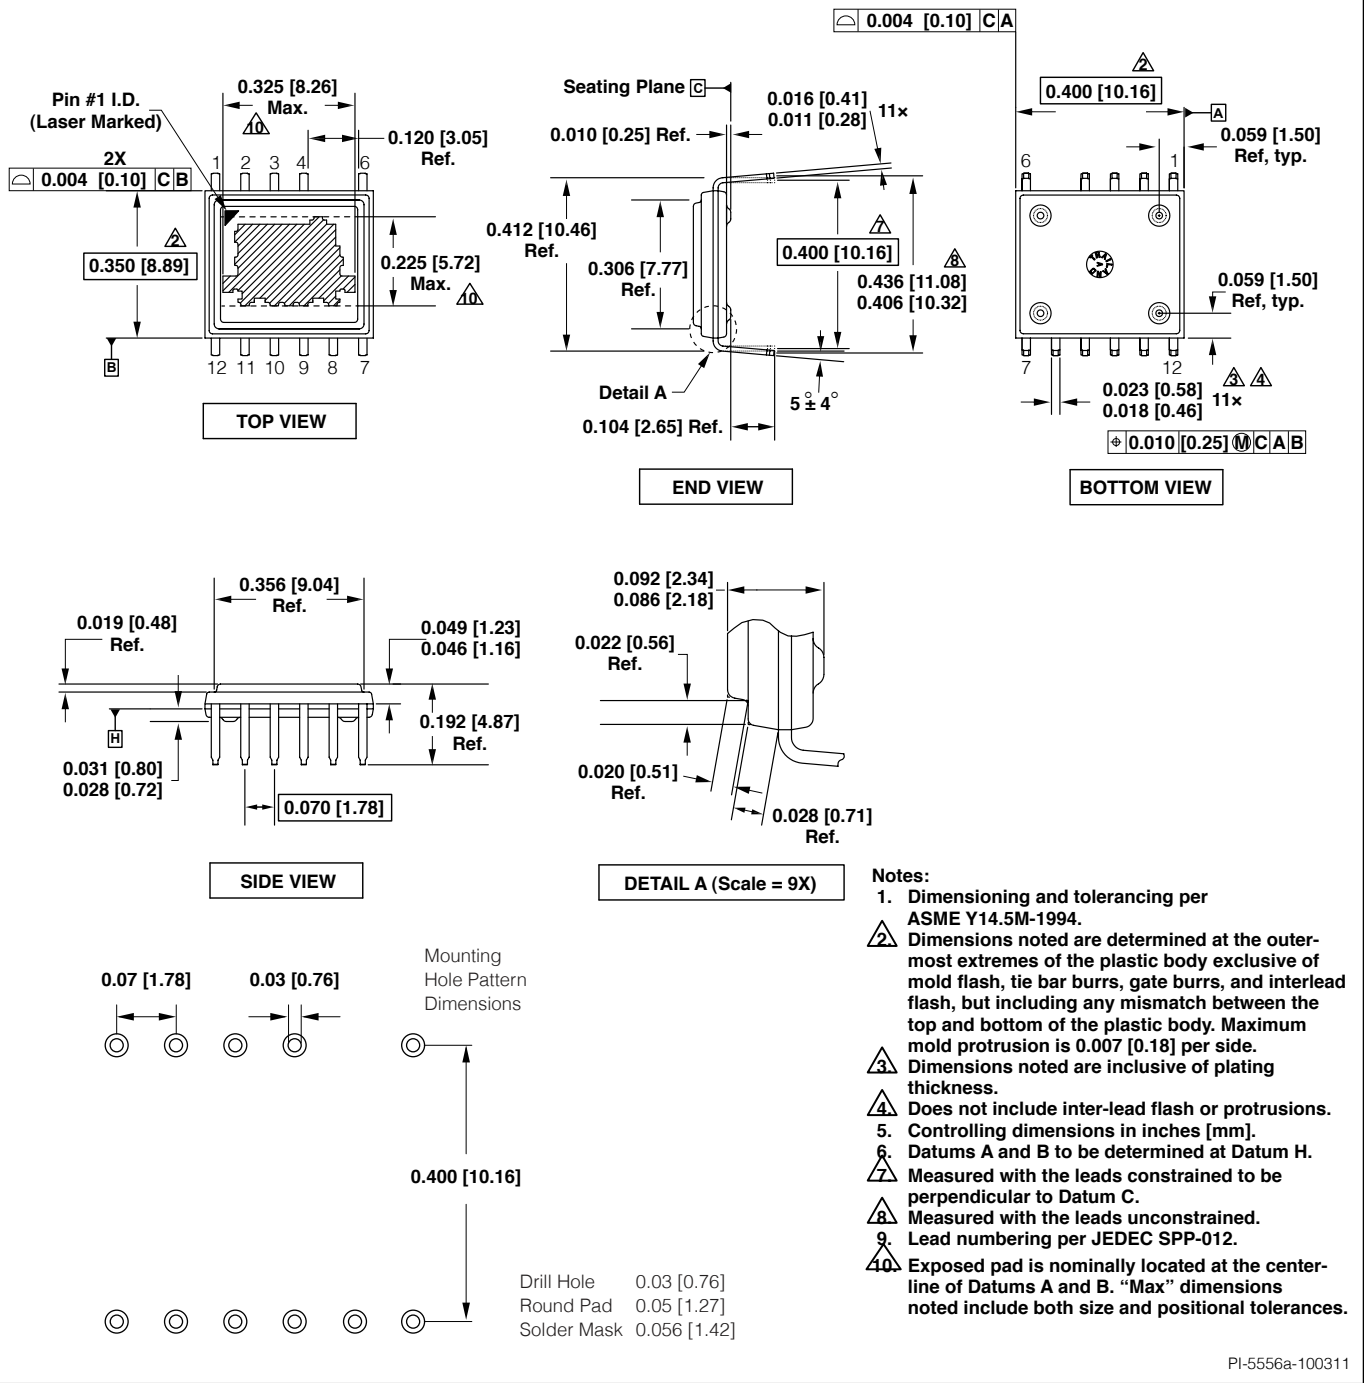 0.004 [0.10] C A
Pin #1 I.D.
(Laser Marked)
0.325 [8.26]
Max.
10
0.120 [3.05]
Ref.
2X
0.004 [0.10] C B
1 2 3 4 6
2
0.350 [8.89]
0.225 [5.72]
Max.
10
B
12 11 10 9 8 7
TOP VIEW
Seating Plane C
0.010 [0.25] Ref.
0.016 [0.41]
0.011 [0.28]
11×
0.412 [10.46]
Ref.
0.306 [7.77]
Ref.
7
0.400 [10.16]
8
0.436 [11.08]
0.406 [10.32]
Detail A
5 ± 4°
0.104 [2.65] Ref.
END VIEW
2
0.400 [10.16]
A
0.059 [1.50]
Ref, typ.
6 1
0.059 [1.50]
Ref, typ.
7 12
0.023 [0.58]
0.018 [0.46]
11×
3 4
0.010 [0.25] M C A B
BOTTOM VIEW
0.356 [9.04]
Ref.
0.019 [0.48]
Ref.
0.049 [1.23]
0.046 [1.16]
0.192 [4.87]
Ref.
H
0.031 [0.80]
0.028 [0.72]
0.070 [1.78]
SIDE VIEW
0.092 [2.34]
0.086 [2.18]
0.022 [0.56]
Ref.
0.020 [0.51]
Ref.
0.028 [0.71]
Ref.
DETAIL A (Scale = 9X)
Mounting
Hole Pattern
Dimensions
0.07 [1.78]
0.03 [0.76]
0.400 [10.16]
Drill Hole 0.03 [0.76]
Round Pad 0.05 [1.27]
Solder Mask 0.056 [1.42]
Notes:
1. Dimensioning and tolerancing per
ASME Y14.5M-1994.
2. Dimensions noted are determined at the outer-
most extremes of the plastic body exclusive of
mold flash, tie bar burrs, gate burrs, and interlead
flash, but including any mismatch between the
top and bottom of the plastic body. Maximum
mold protrusion is 0.007 [0.18] per side.
3. Dimensions noted are inclusive of plating
thickness.
4. Does not include inter-lead flash or protrusions.
5. Controlling dimensions in inches [mm].
6. Datums A and B to be determined at Datum H.
7. Measured with the leads constrained to be
perpendicular to Datum C.
8. Measured with the leads unconstrained.
9. Lead numbering per JEDEC SPP-012.
10. Exposed pad is nominally located at the center-
line of Datums A and B. “Max” dimensions
noted include both size and positional tolerances.
PI-5556a-100311